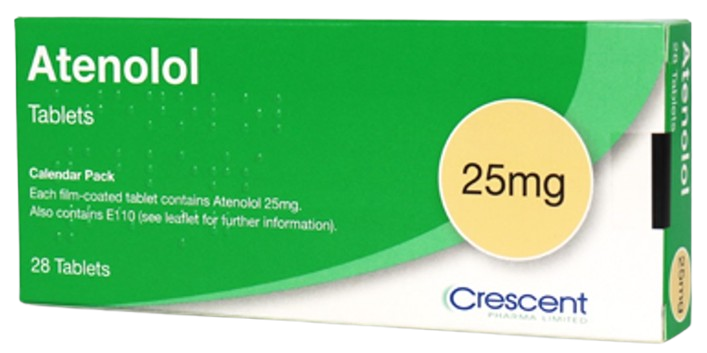 Atenolol
Tablets
Calendar Pack
Each film-coated tablet contains Atenolol 25mg.
Also contains E110 (see leaflet for further information).
28 Tablets
25mg
Crescent
PHARMA LIMITED
Atenolol
28 Tablets
25mg